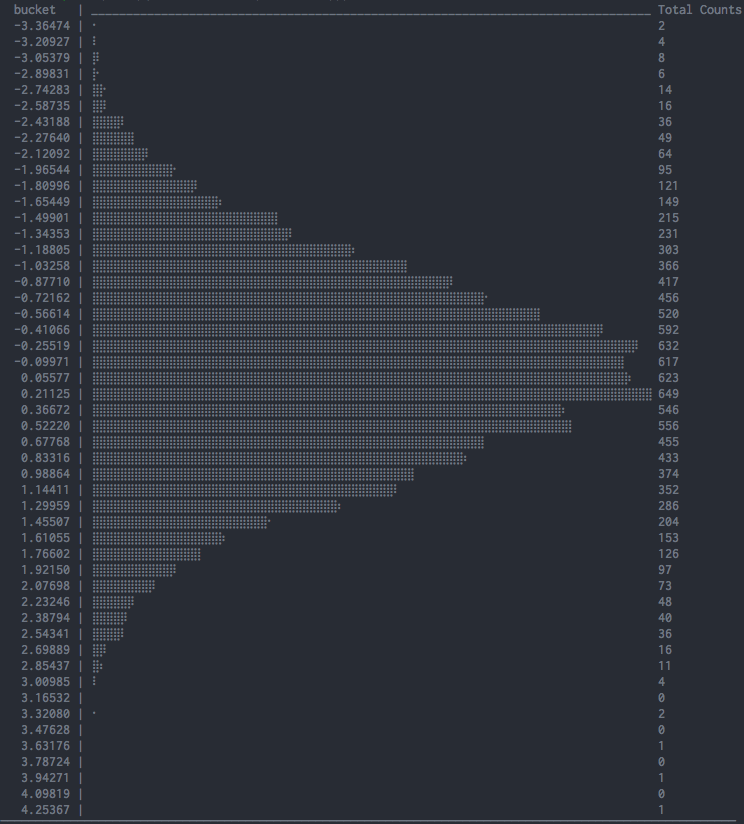 bucket | Total Counts
-3.36474 | 2
-3.20927 | 4
-3.05379 | 8
-2.89831 | 6
-2.74283 | 14
-2.58735 | 16
-2.43188 | 36
-2.27640 | 49
-2.12092 | 64
-1.96544 | 95
-1.80996 | 121
-1.65449 | 149
-1.49901 | 215
-1.34353 | 231
-1.18805 | 303
-1.03258 | 366
-0.87710 | 417
-0.72162 | 456
-0.56614 | 520
-0.41066 | 592
-0.25519 | 632
-0.09971 | 617
0.05577 | 623
0.21125 | 649
0.36672 | 546
0.52220 | 556
0.67768 | 455
0.83316 | 433
0.98864 | 374
1.14411 | 352
1.29959 | 286
1.45507 | 204
1.61055 | 153
1.76602 | 126
1.92150 | 97
2.07698 | 73
2.23246 | 48
2.38794 | 40
2.54341 | 36
2.69889 | 16
2.85437 | 11
3.00985 | 4
3.16532 | 0
3.32080 | 2
3.47628 | 0
3.63176 | 1
3.78724 | 0
3.94271 | 1
4.09819 | 0
4.25367 | 1